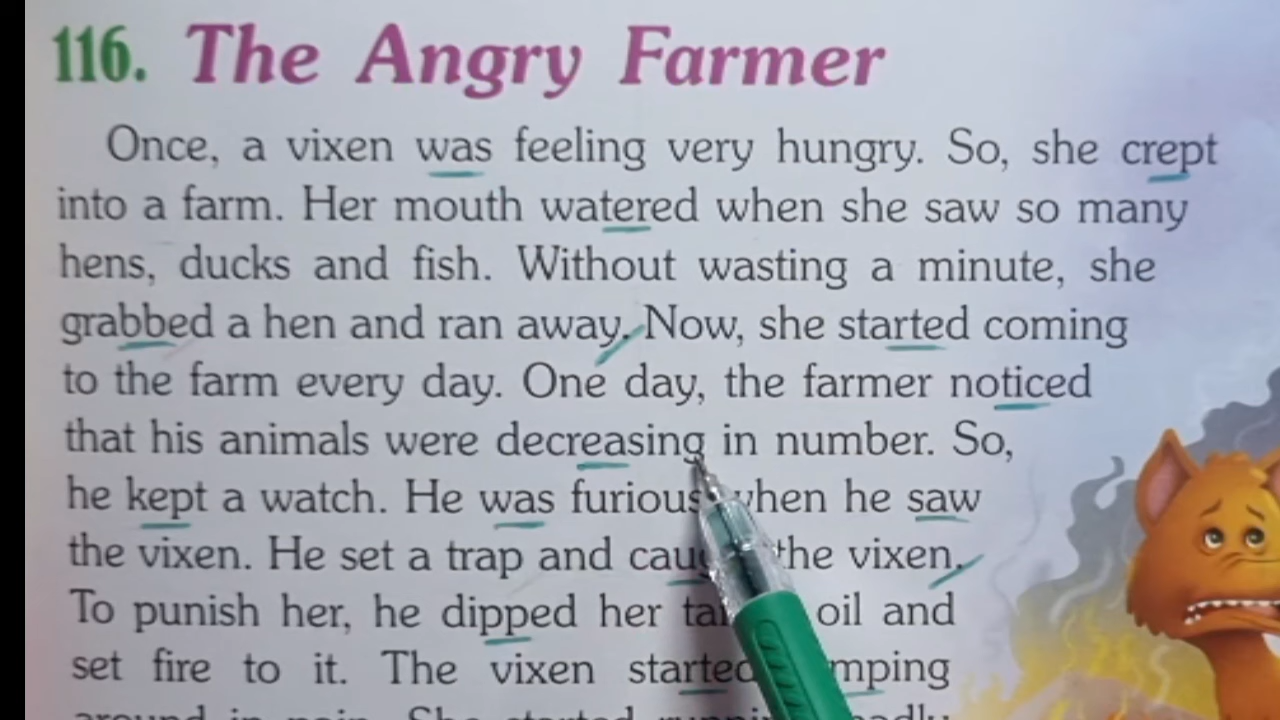 116. The Angry Farmer
Once, a vixen was feeling very hungry. So, she crept
into a farm. Her mouth watered when she saw so many
hens, ducks and fish. Without wasting a minute, she
grabbed a hen and ran away. Now, she started coming
to the farm every day. One day, the farmer noticed
that his animals were decreasing in number. So,
he kept a watch. He was furious when he saw
the vixen. He set a trap and the vixen.
To punish her, he dipped her oil and
set fire to it. The vixen started
around in pain. She started